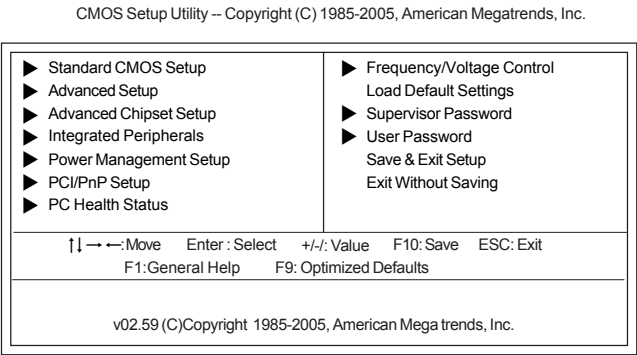 CMOS Setup Utility -- Copyright (C) 1985-2005, American Megatrends, Inc.
▶ Standard CMOS Setup
▶ Advanced Setup
▶ Advanced Chipset Setup
▶ Integrated Peripherals
▶ Power Management Setup
▶ PCI/PnP Setup
▶ PC Health Status
▶ Frequency/Voltage Control
Load Default Settings
▶ Supervisor Password
▶ User Password
Save & Exit Setup
Exit Without Saving
↑↓→←:Move Enter : Select +/-/: Value F10: Save ESC: Exit
F1:General Help F9: Optimized Defaults
v02.59 (C)Copyright 1985-2005, American Mega trends, Inc.